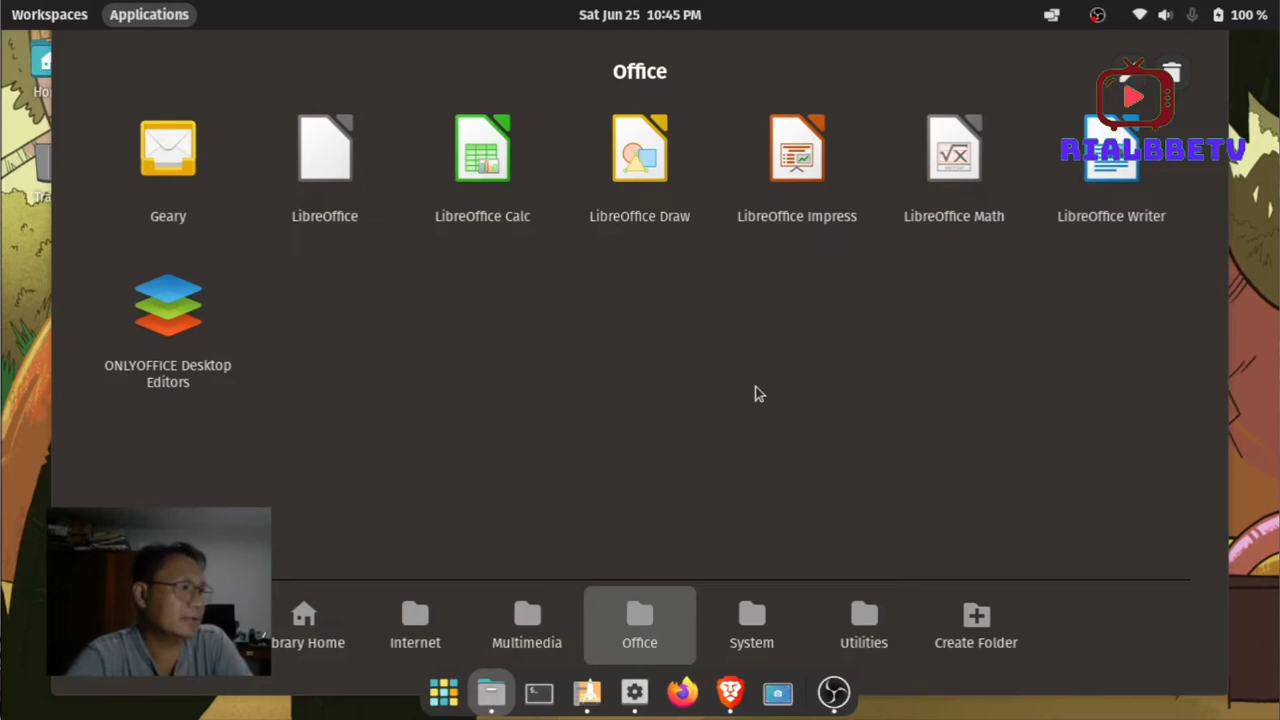 Workspaces Applications Sat Jun 25 10:45 PM 100 %
Office
RIALBBETV
Geary LibreOffice LibreOffice Calc LibreOffice Draw LibreOffice Impress LibreOffice Math LibreOffice Writer
ONLYOFFICE Desktop
Editors
brary Home Internet Multimedia Office System Utilities Create Folder